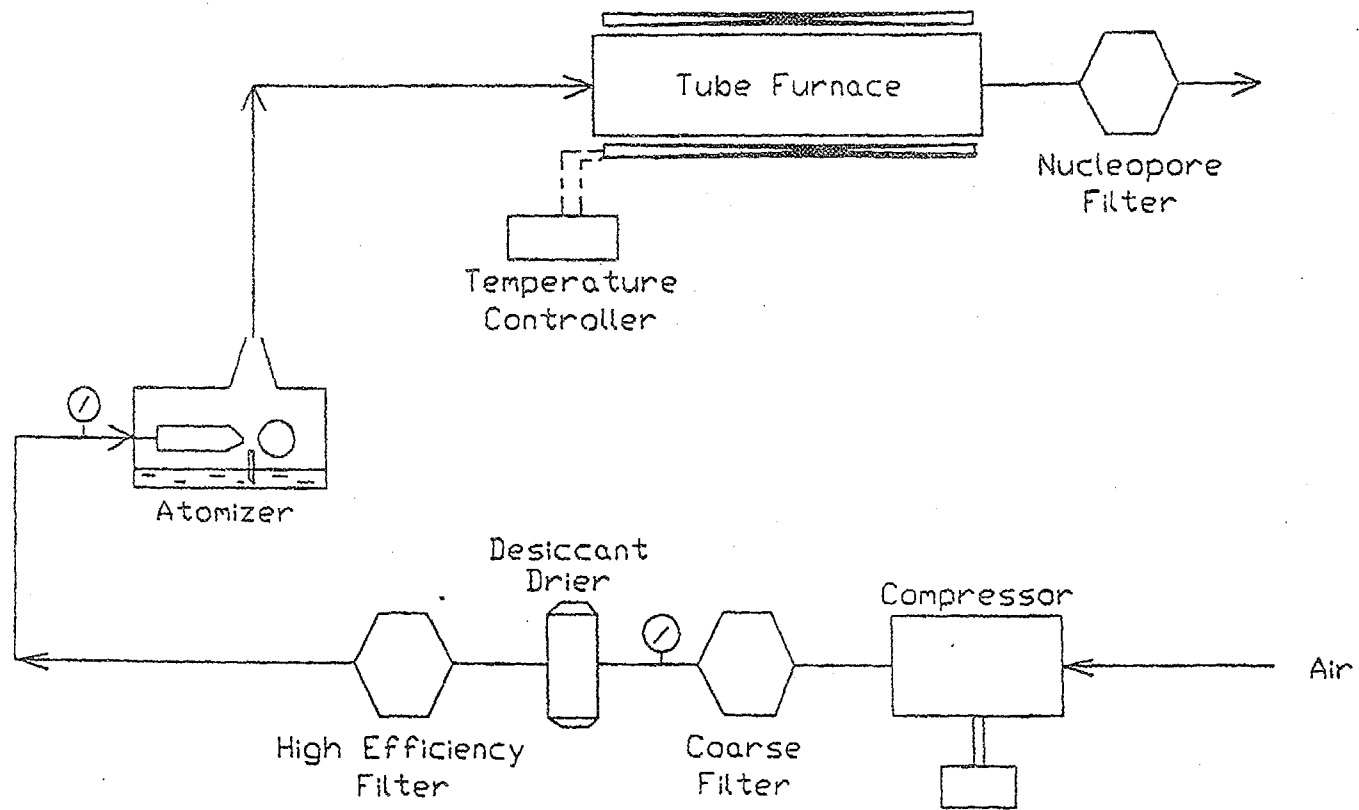 Tube Furnace
Nucleopore
Filter
Temperature
Controller
Atomizer
Desiccant
Drier
Compressor
Air
High Efficiency
Filter
Coarse
Filter